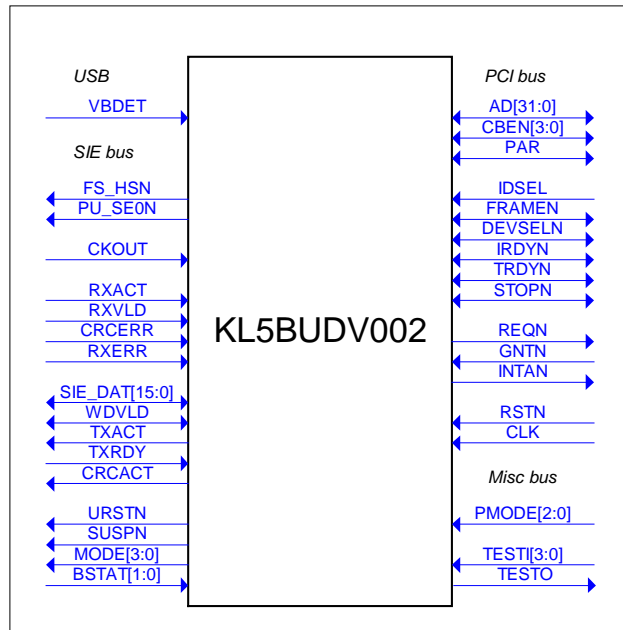 USB
VBDET
SIE bus
FS_HSN
PU_SE0N
CKOUT
RXACT
RXVLD
CRCERR
RXERR
SIE_DAT[15:0]
WDVLD
TXACT
TXRDY
CRCACT
URSTN
SUSPN
MODE[3:0]
BSTAT[1:0]
KL5BUDV002
PCI bus
AD[31:0]
CBEN[3:0]
PAR
IDSEL
FRAMEN
DEVSELN
IRDYN
TRDYN
STOPN
REQN
GNTN
INTAN
RSTN
CLK
Misc bus
PMODE[2:0]
TESTI[3:0]
TESTO